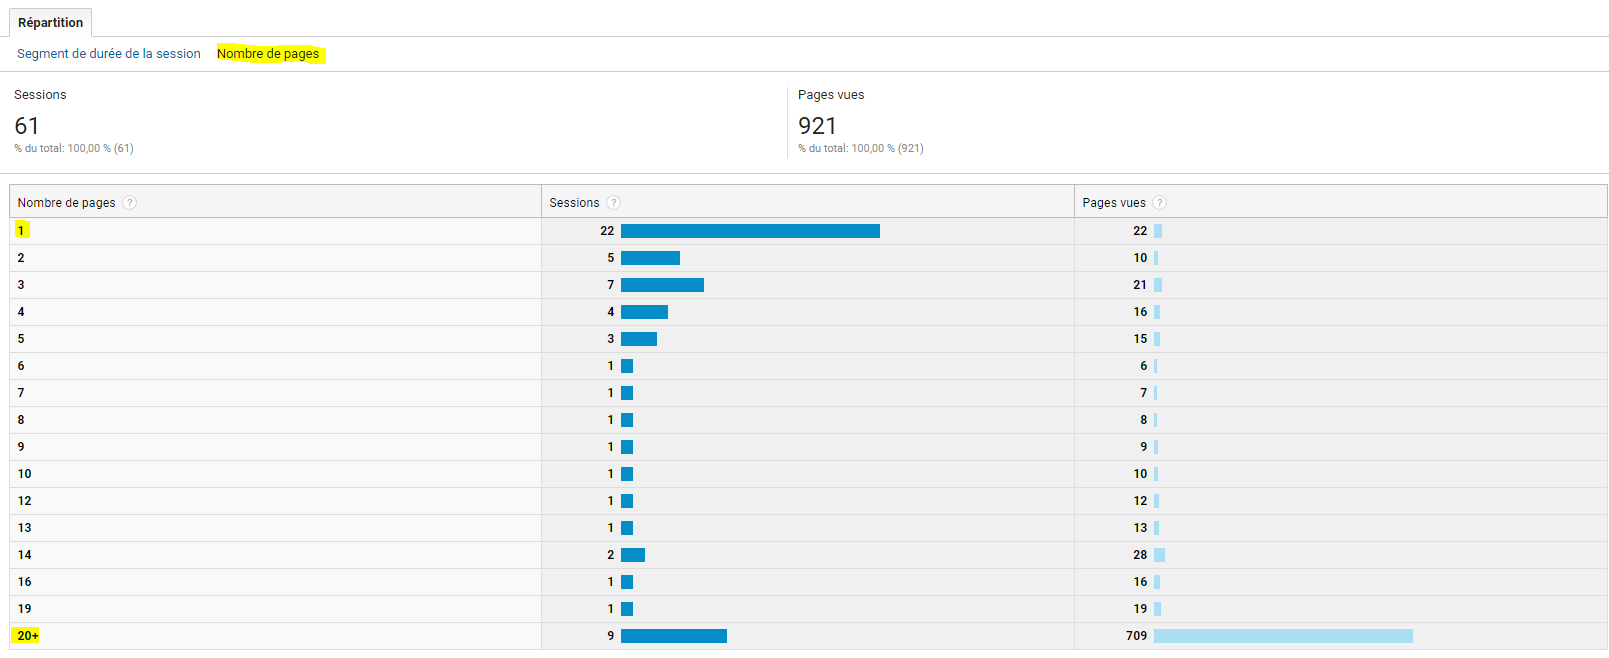 Répartition
Segment de durée de la session Nombre de pages
Sessions Pages vues
61 921
% du total: 100,00 % (61) % du total: 100,00 % (921)
Nombre de pages ? Sessions ? Pages vues ?
1 22 22
2 5 10
3 7 21
4 4 16
5 3 15
6 1 6
7 1 7
8 1 8
9 1 9
10 1 10
12 1 12
13 1 13
14 2 28
16 1 16
19 1 19
20+ 9 709